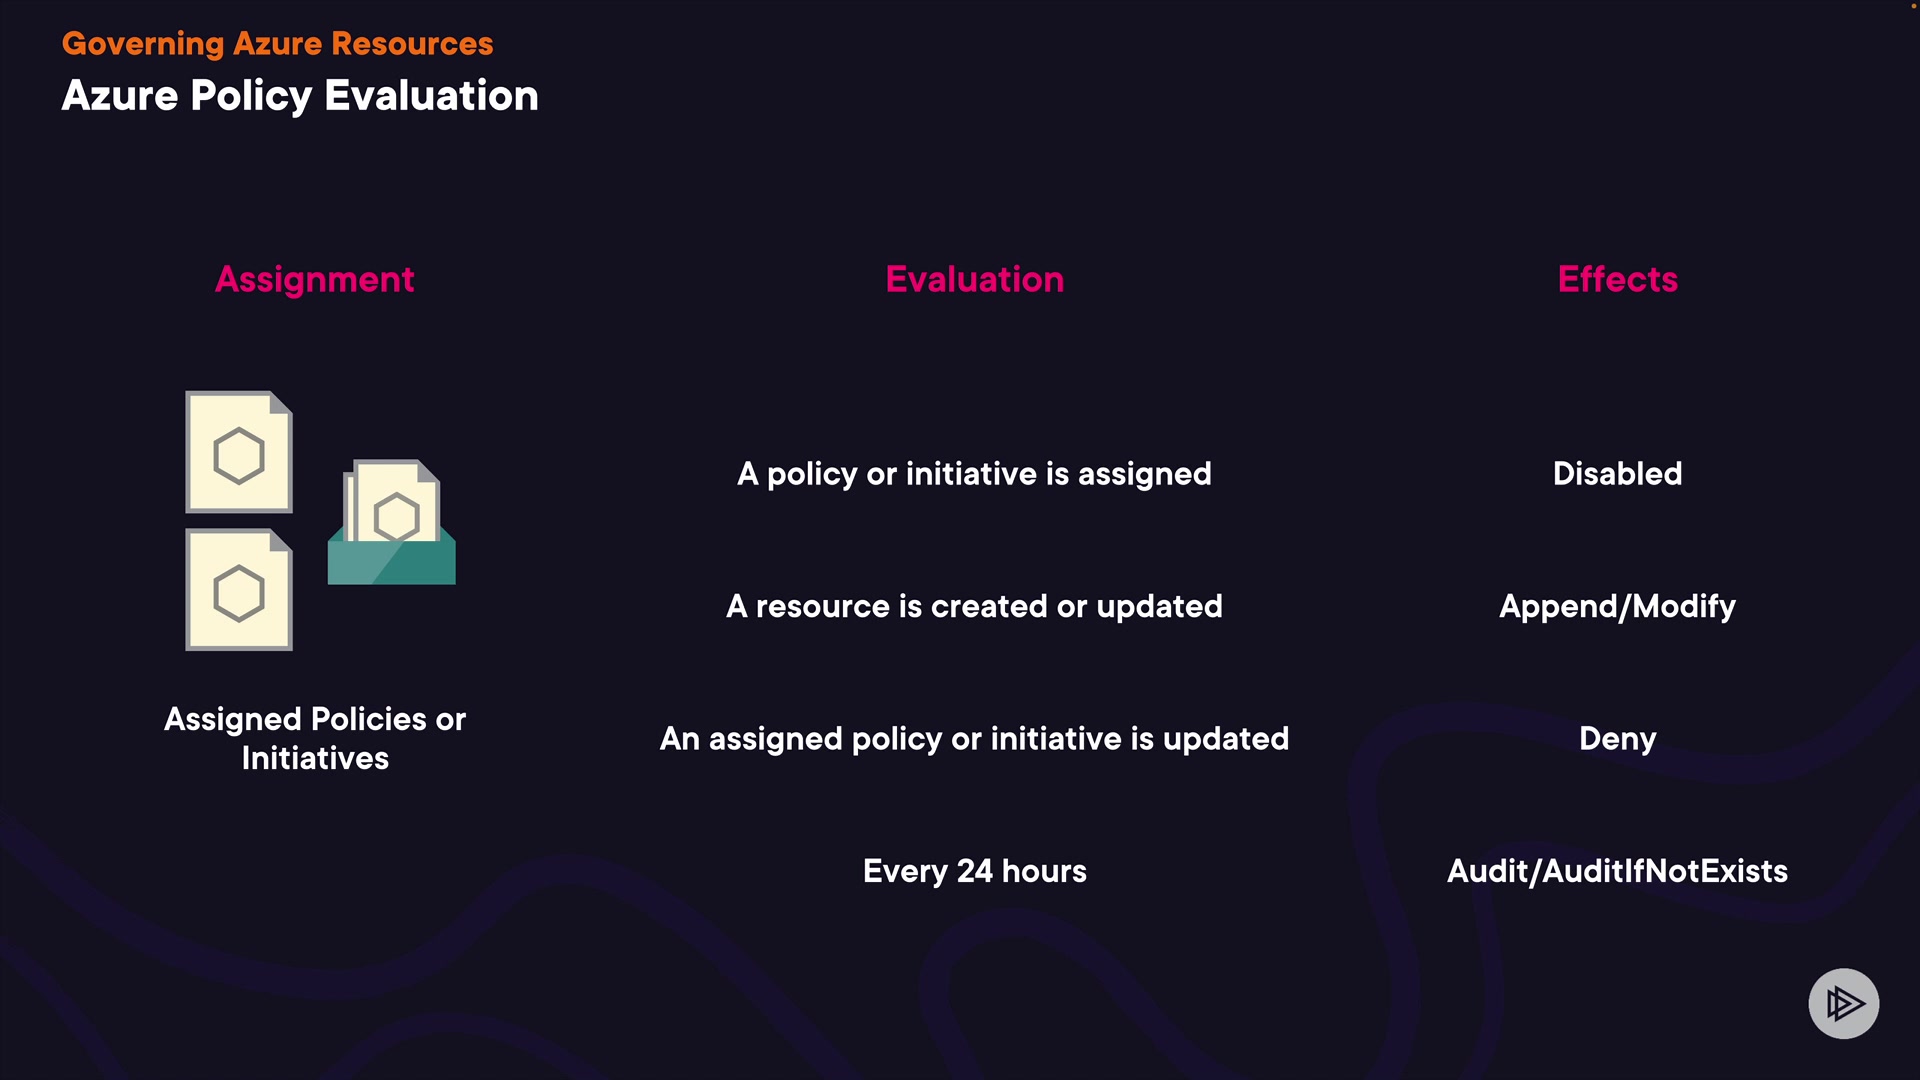 Governing Azure Resources
Azure Policy Evaluation
Assignment
Assigned Policies or
Initiatives
Evaluation
A policy or initiative is assigned
A resource is created or updated
An assigned policy or initiative is updated
Every 24 hours
Effects
Disabled
Append/Modify
Deny
Audit/AuditIfNotExists